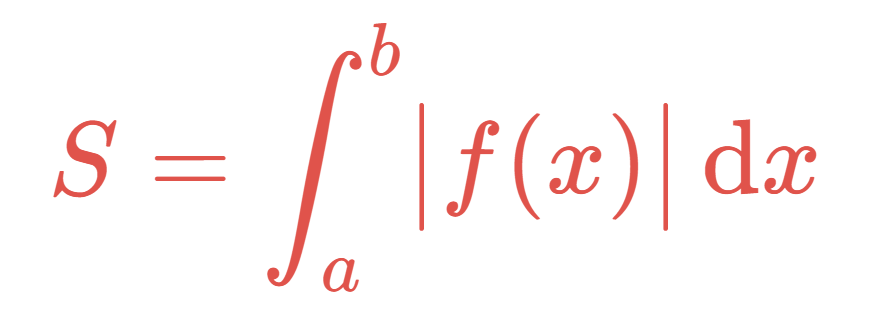 S = ∫_a^b |f(x)| dx